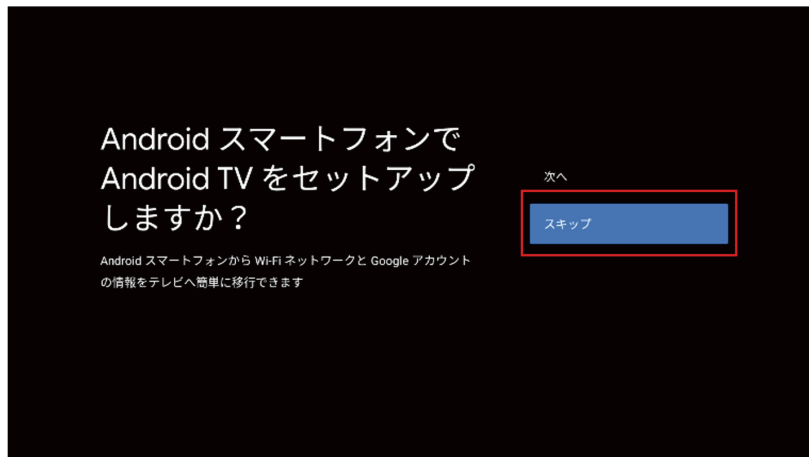 Android スマートフォンで
Android TV をセットアップ
しますか？
Android スマートフォンから Wi-Fi ネットワークと Google アカウント
の情報をテレビへ簡単に移行できます
次へ
スキップ